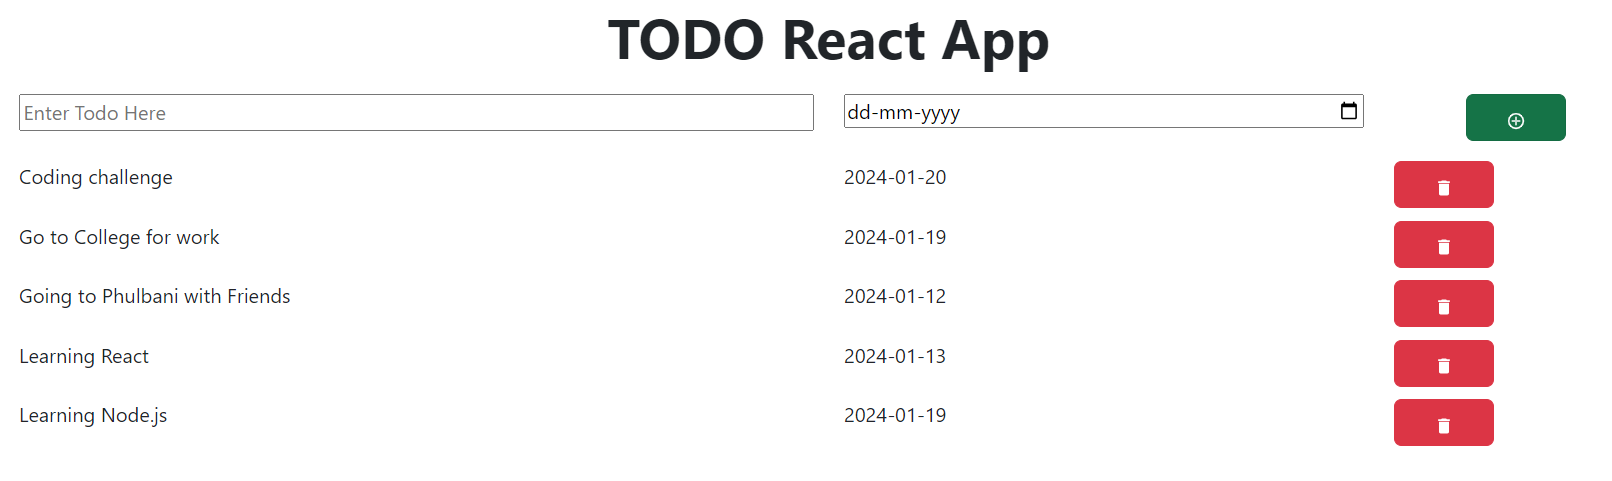 TODO React App
Enter Todo Here dd-mm-yyyy
Coding challenge 2024-01-20
Go to College for work 2024-01-19
Going to Phulbani with Friends 2024-01-12
Learning React 2024-01-13
Learning Node.js 2024-01-19